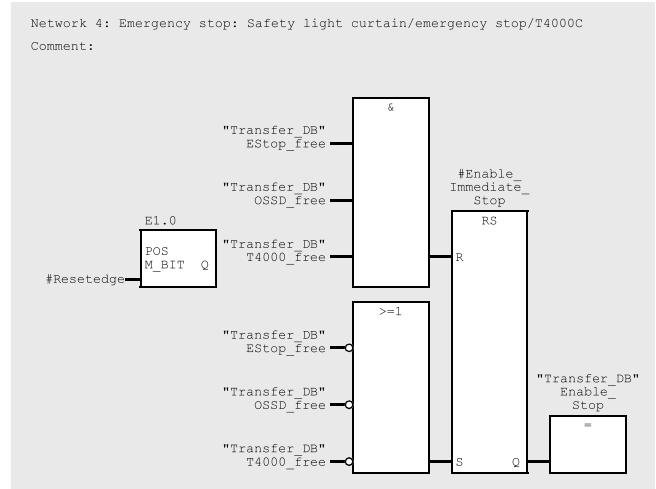 Network 4: Emergency stop: Safety light curtain/emergency stop/T4000C
Comment:
&
"Transfer_DB"
EStop_free
"Transfer_DB"
OSSD_free
#Enable_
Immediate_
Stop
RS
E1.0
POS
M_BIT Q
#Resetedge
"Transfer_DB"
T4000_free
R
>=1
"Transfer_DB"
EStop_free
"Transfer_DB"
OSSD_free
"Transfer_DB"
Enable_
Stop
=
"Transfer_DB"
T4000_free
S Q